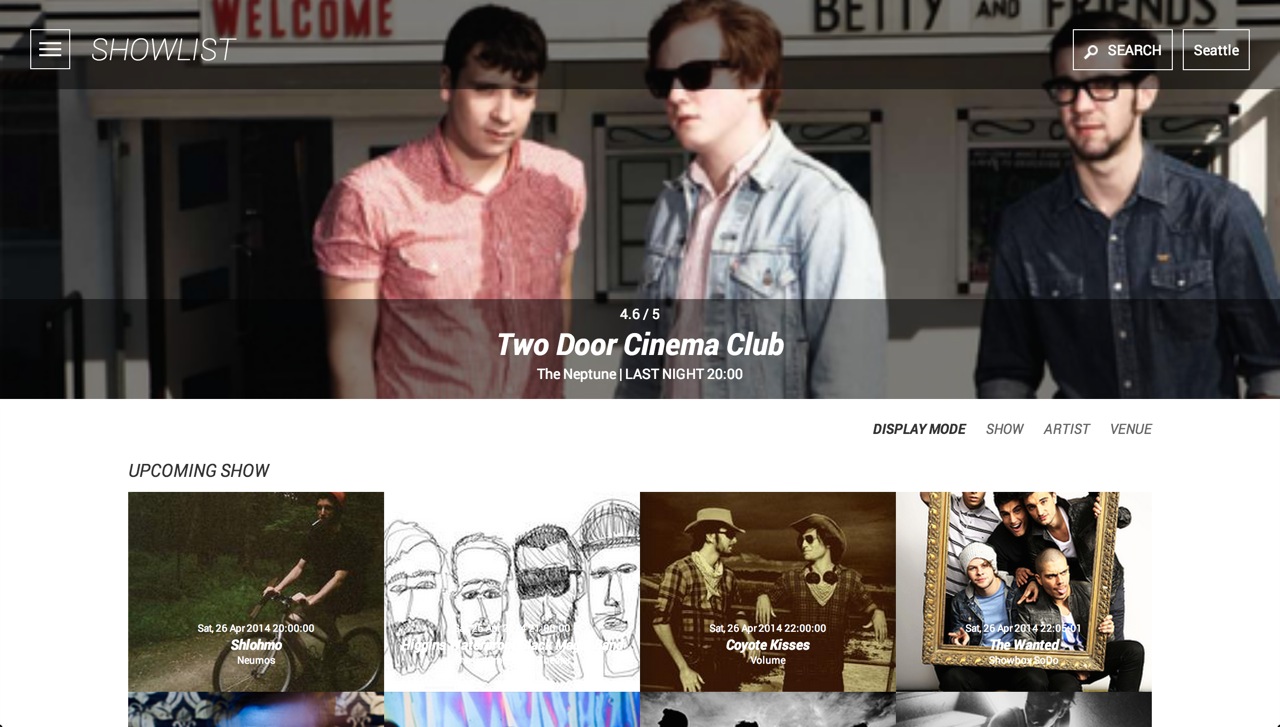 WELCOME
BETTY AND FRIENDS
SHOWLIST
SEARCH
Seattle
4.6 / 5
Two Door Cinema Club
The Neptune | LAST NIGHT 20:00
DISPLAY MODE
SHOW
ARTIST
VENUE
UPCOMING SHOW
Sat, 26 Apr 2014 20:00:00
Shlohmo
Neumos
Sat, 26 Apr 2014 22:00:00
Coyote Kisses
Volume
Sat, 26 Apr 2014 22:05:01
The Wanted
Showbox SoDo